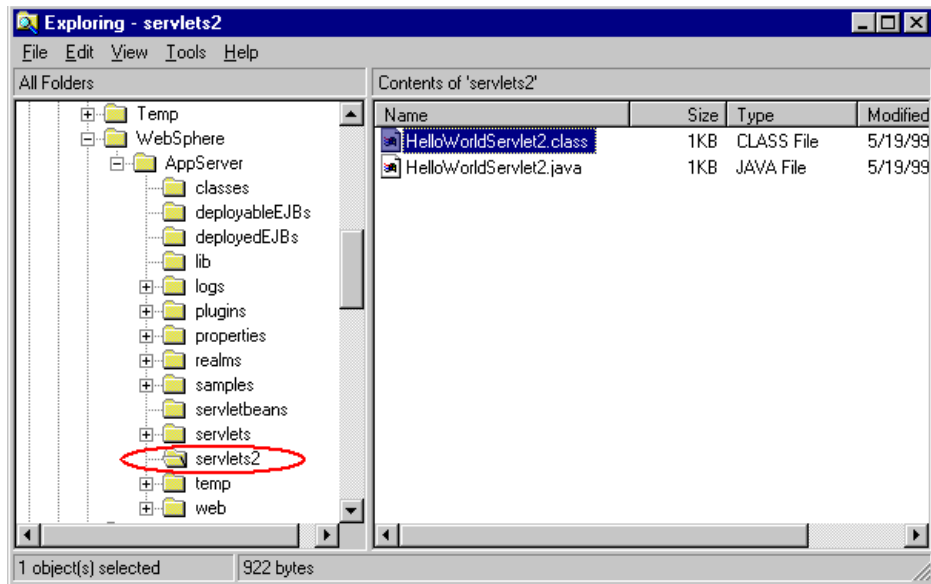 Exploring - servlets2
File Edit View Tools Help
All Folders
Contents of 'servlets2'
Temp
WebSphere
AppServer
classes
deployableEJBs
deployedEJBs
lib
logs
plugins
properties
realms
samples
servletbeans
servlets
servlets2
temp
web
Name Size Type Modified
HelloWorldServlet2.class 1KB CLASS File 5/19/99
HelloWorldServlet2.java 1KB JAVA File 5/19/99
1 object(s) selected 922 bytes